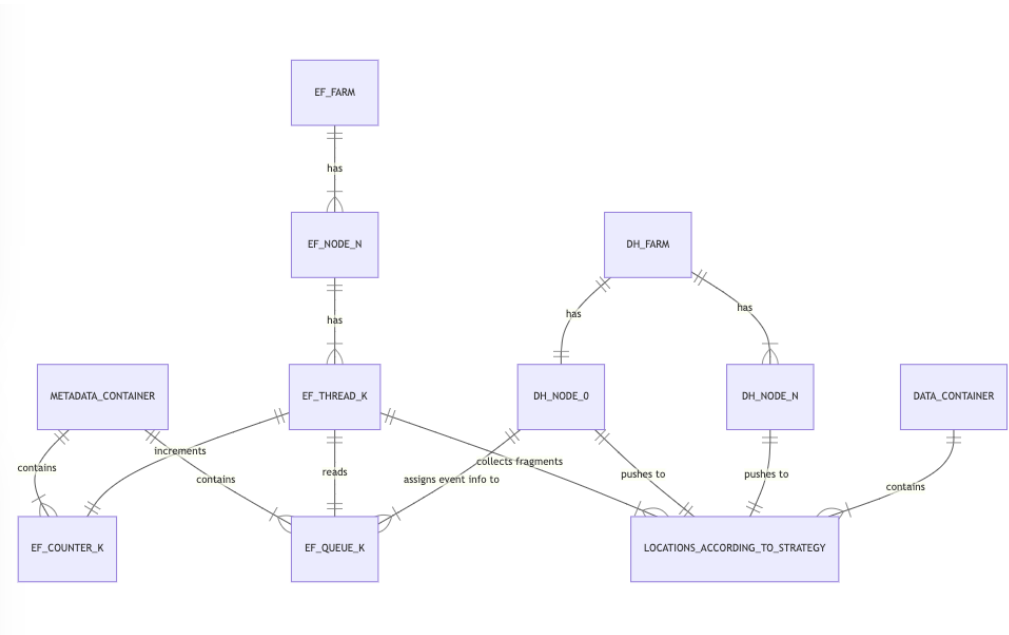 EF_FARM
has
EF_NODE_N
DH_FARM
has
has
has
METADATA_CONTAINER
EF_THREAD_K
DH_NODE_0
DH_NODE_N
DATA_CONTAINER
increments
collects fragments
contains
reads
contains
assigns event info to
pushes to
pushes to
contains
EF_COUNTER_K
EF_QUEUE_K
LOCATIONS_ACCORDING_TO_STRATEGY